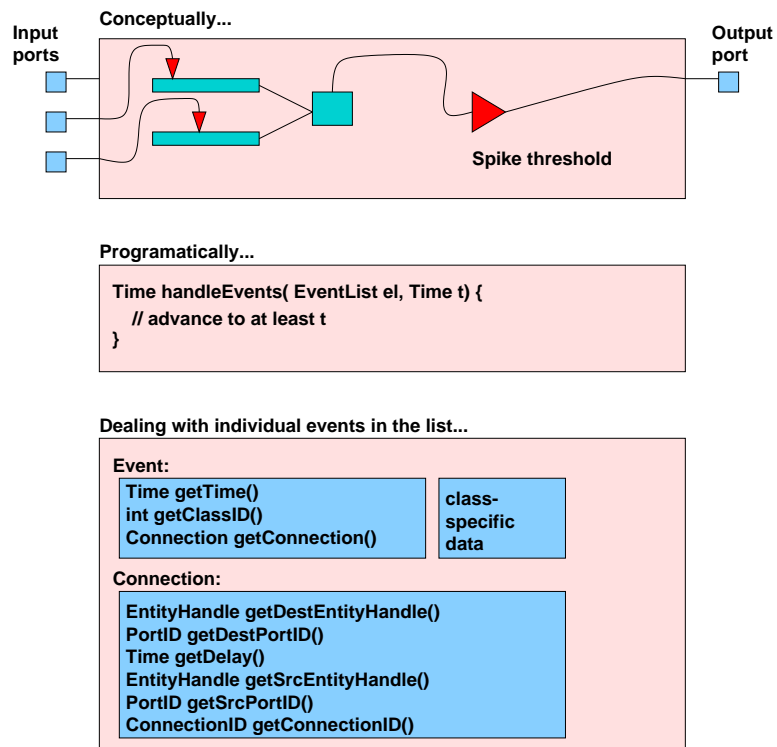 Conceptually...
Input
ports
Output
port
Spike threshold
Programatically...
Time handleEvents( EventList el, Time t) {
// advance to at least t
}
Dealing with individual events in the list...
Event:
Time getTime()
int getClassID()
Connection getConnection()
class-
specific
data
Connection:
EntityHandle getDestEntityHandle()
PortID getDestPortID()
Time getDelay()
EntityHandle getSrcEntityHandle()
PortID getSrcPortID()
ConnectionID getConnectionID()